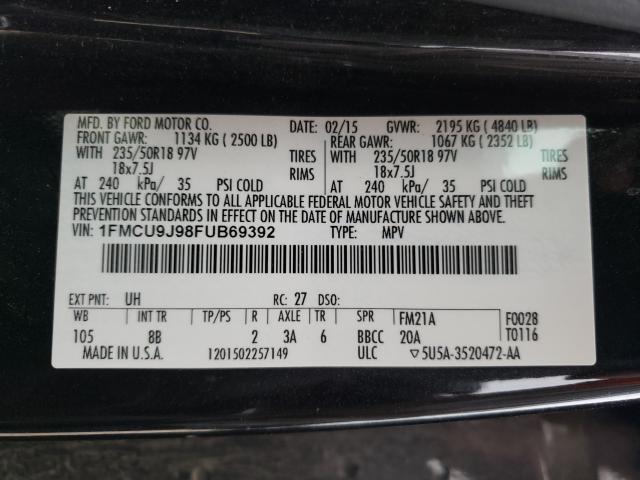 MFD. BY FORD MOTOR CO. DATE: 02/15 GVWR: 2195 KG ( 4840 LB)
FRONT GAWR: 1134 KG ( 2500 LB) REAR GAWR: 1067 KG ( 2352 LB)
WITH 235/50R18 97V TIRES WITH 235/50R18 97V TIRES
18x7.5J RIMS 18x7.5J RIMS
AT 240 kPa/ 35 PSI COLD AT 240 kPa/ 35 PSI COLD
THIS VEHICLE CONFORMS TO ALL APPLICABLE FEDERAL MOTOR VEHICLE SAFETY AND THEFT
PREVENTION STANDARDS IN EFFECT ON THE DATE OF MANUFACTURE SHOWN ABOVE.
VIN: 1FMCU9J98FUB69392 TYPE: MPV
EXT PNT: UH RC: 27 DSO:
WB INT TR TP/PS R AXLE TR SPR FM21A F0028
105 8B 2 3A 6 BBCC 20A T0116
MADE IN U.S.A. 1201502257149 ULC ▽5U5A-3520472-AA